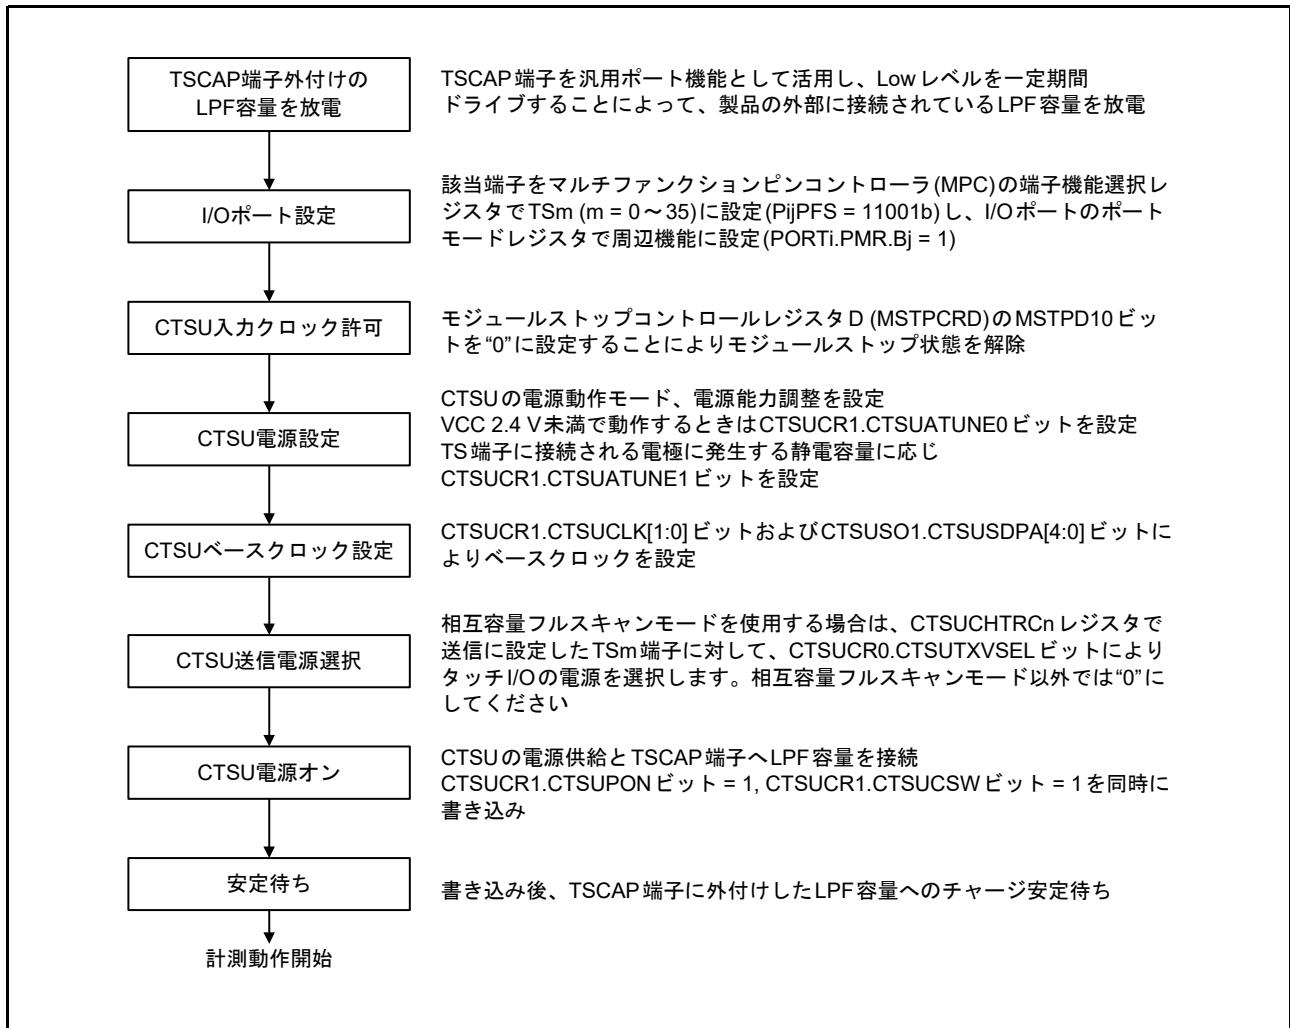 TSCAP端子外付けの
LPF容量を放電
TSCAP端子を汎用ポート機能として活用し、Lowレベルを一定期間
ドライブすることによって、製品の外部に接続されているLPF容量を放電
I/Oポート設定
該当端子をマルチファンクションピンコントローラ(MPC)の端子機能選択レ
ジスタでTSm (m = 0～35)に設定(PijPFS = 11001b)し、I/Oポートのポート
モードレジスタで周辺機能に設定(PORTi.PMR.Bj = 1)
CTSU入力クロック許可
モジュールストップコントロールレジスタD (MSTPCRD)のMSTPD10ビッ
トを“0”に設定することによりモジュールストップ状態を解除
CTSU電源設定
CTSUの電源動作モード、電源能力調整を設定
VCC 2.4 V未満で動作するときはCTSUCR1.CTSUATUNE0ビットを設定
TS端子に接続される電極に発生する静電容量に応じ
CTSUCR1.CTSUATUNE1ビットを設定
CTSUベースクロック設定
CTSUCR1.CTSUCLK[1:0]ビットおよびCTSUSO1.CTSUSDPA[4:0]ビットに
よりベースクロックを設定
CTSU送信電源選択
相互容量フルスキャンモードを使用する場合は、CTSUCHTRCnレジスタで
送信に設定したTSm端子に対して、CTSUCR0.CTSUTXVSELビットにより
タッチI/Oの電源を選択します。相互容量フルスキャンモード以外では“0”に
してください
CTSU電源オン
CTSUの電源供給とTSCAP端子へLPF容量を接続
CTSUCR1.CTSUPONビット = 1, CTSUCR1.CTSUCSWビット = 1を同時に
書き込み
安定待ち
書き込み後、TSCAP端子に外付けしたLPF容量へのチャージ安定待ち
計測動作開始